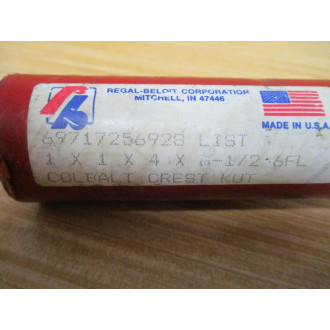 REGAL-BELOIT CORPORATION
MITCHELL, IN 47446
MADE IN U.S.A.
69717256928 LIST
1 X 1 X 4 X 6-1/2 6FL
COLBALT CREST KUT